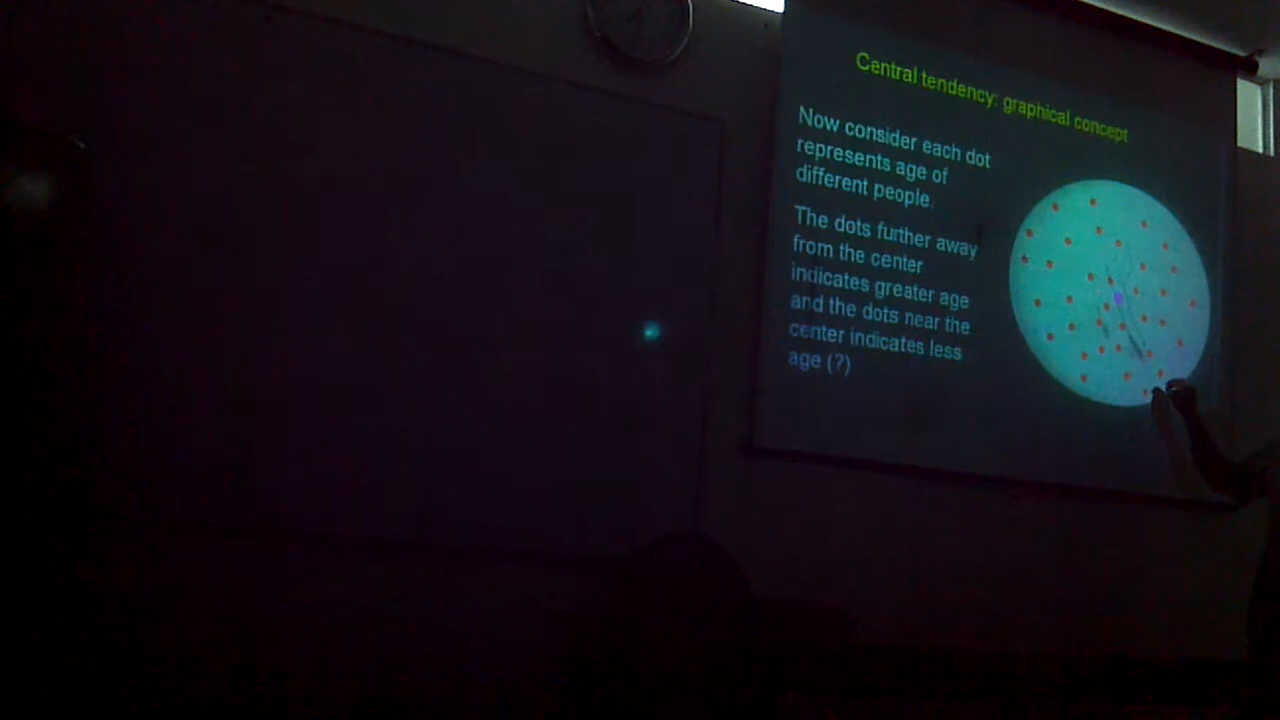 Central tendency: graphical concept
Now consider each dot
represents age of
different people.
The dots further away
from the center
indicates greater age
and the dots near the
center indicates less
age (?)